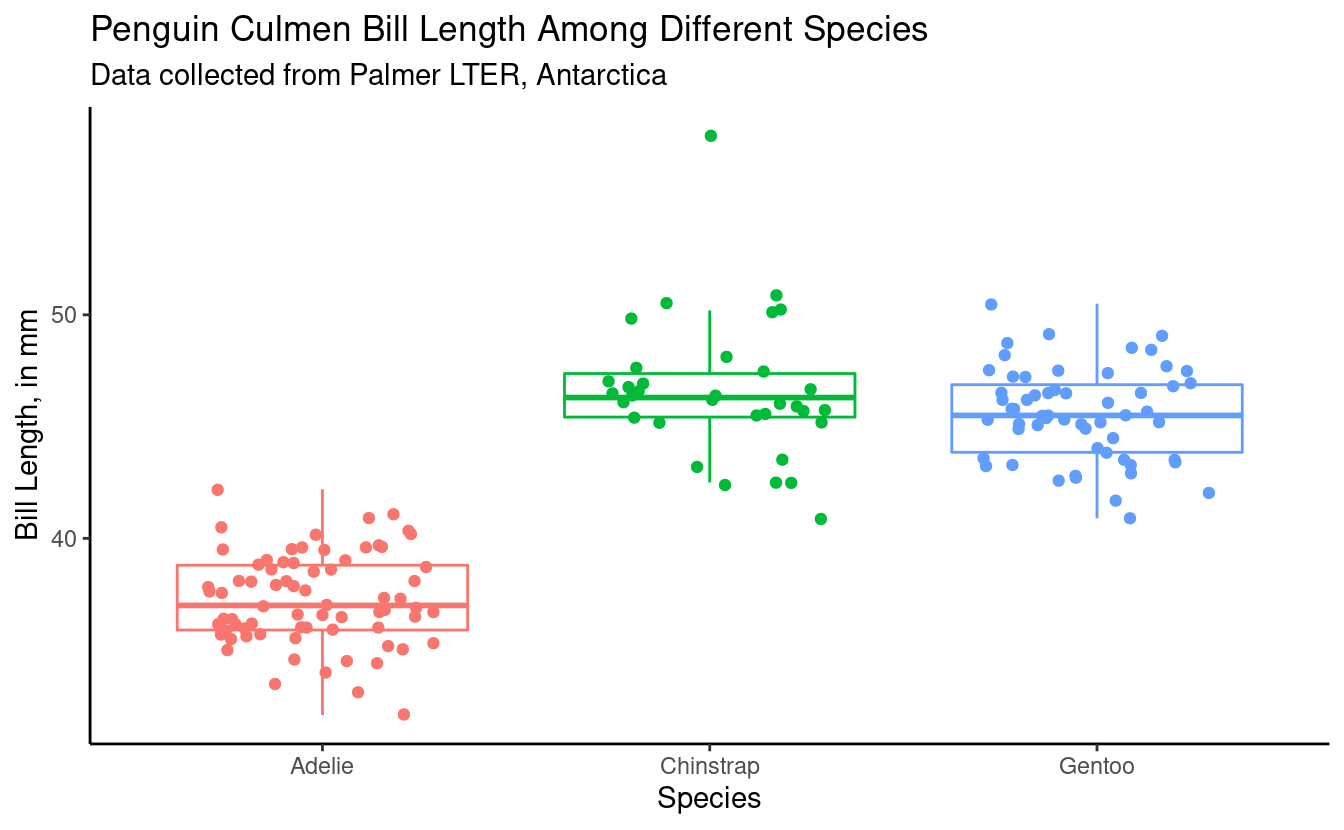 Penguin Culmen Bill Length Among Different Species
Data collected from Palmer LTER, Antarctica
Bill Length, in mm
50
40
Adelie
Chinstrap
Gentoo
Species